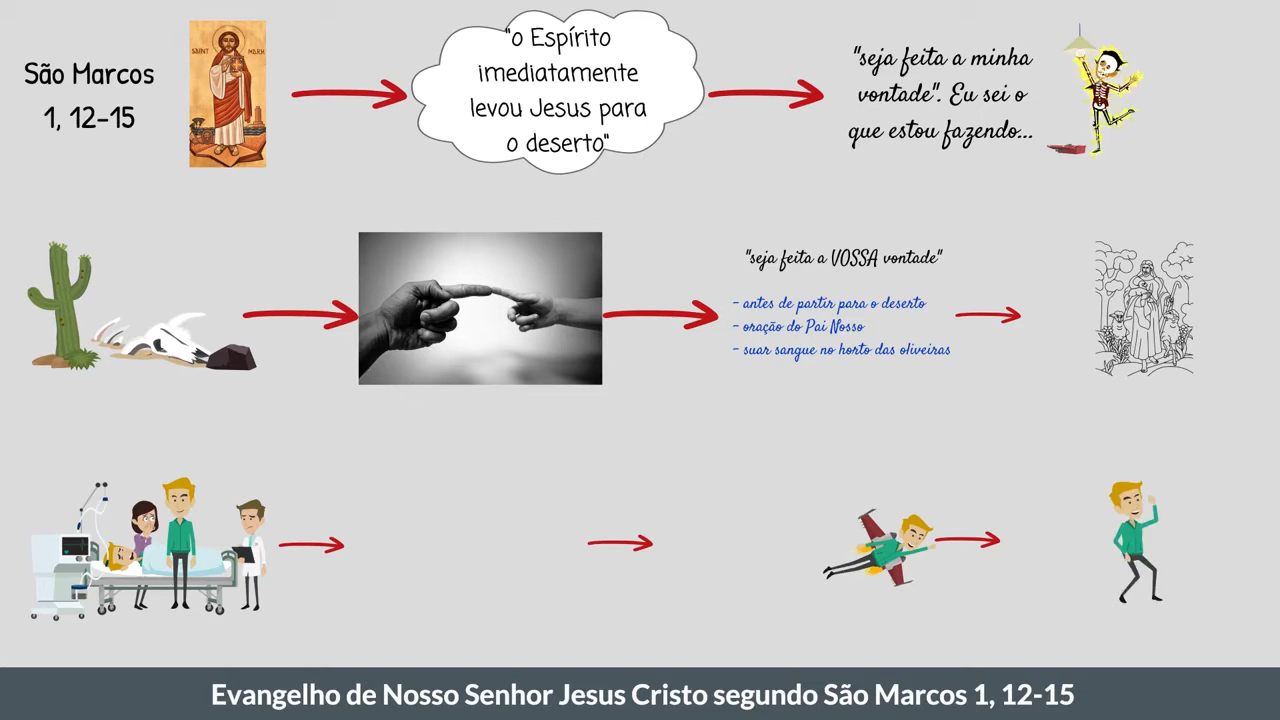 São Marcos
1, 12-15
SAINT MARK
"o Espírito
imediatamente
levou Jesus para
o deserto"
"seja feita a minha
vontade". Eu sei o
que estou fazendo...
"seja feita a VOSSA vontade"
- antes de partir para o deserto
- oração do Pai Nosso
- suar sangue no horto das oliveiras
Evangelho de Nosso Senhor Jesus Cristo segundo São Marcos 1, 12-15